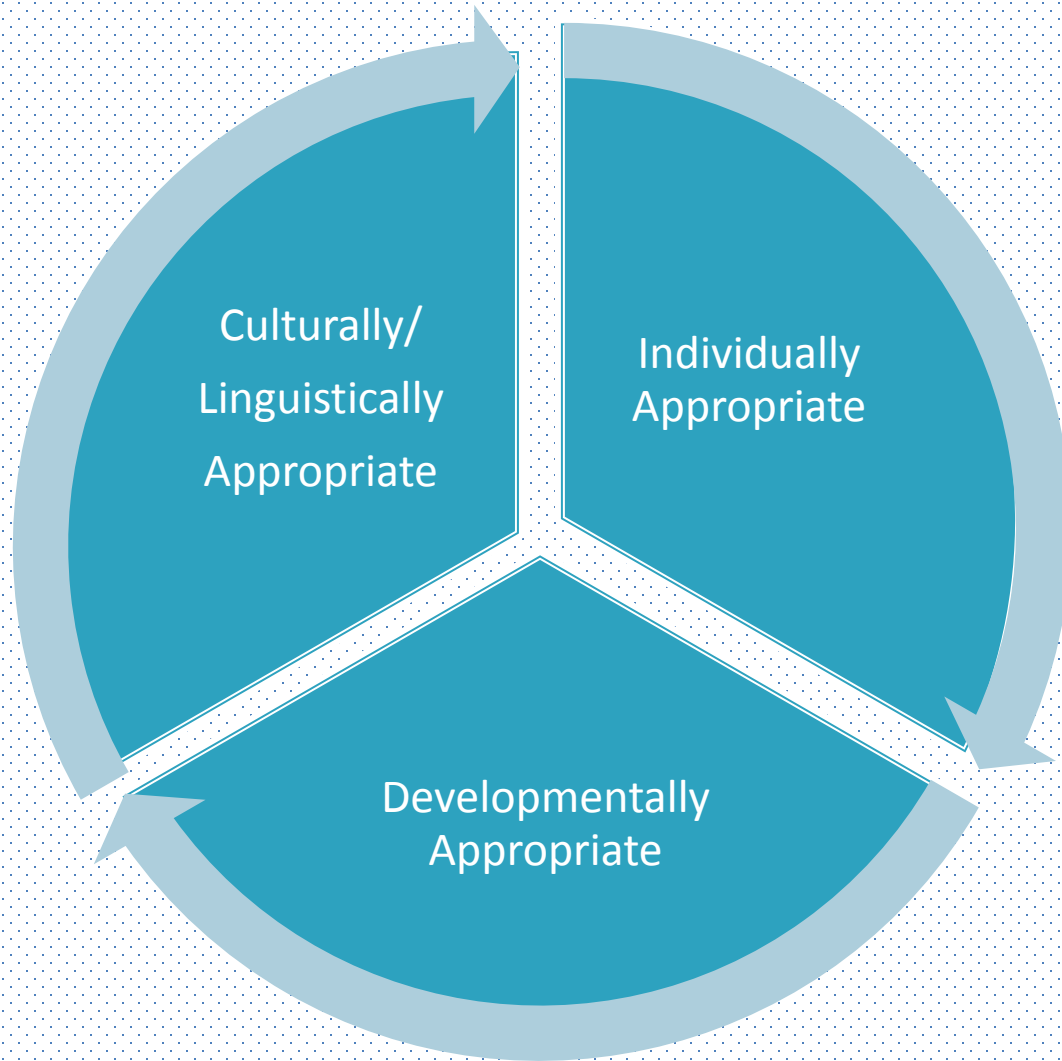 Culturally/
Linguistically
Appropriate
Individually
Appropriate
Developmentally
Appropriate